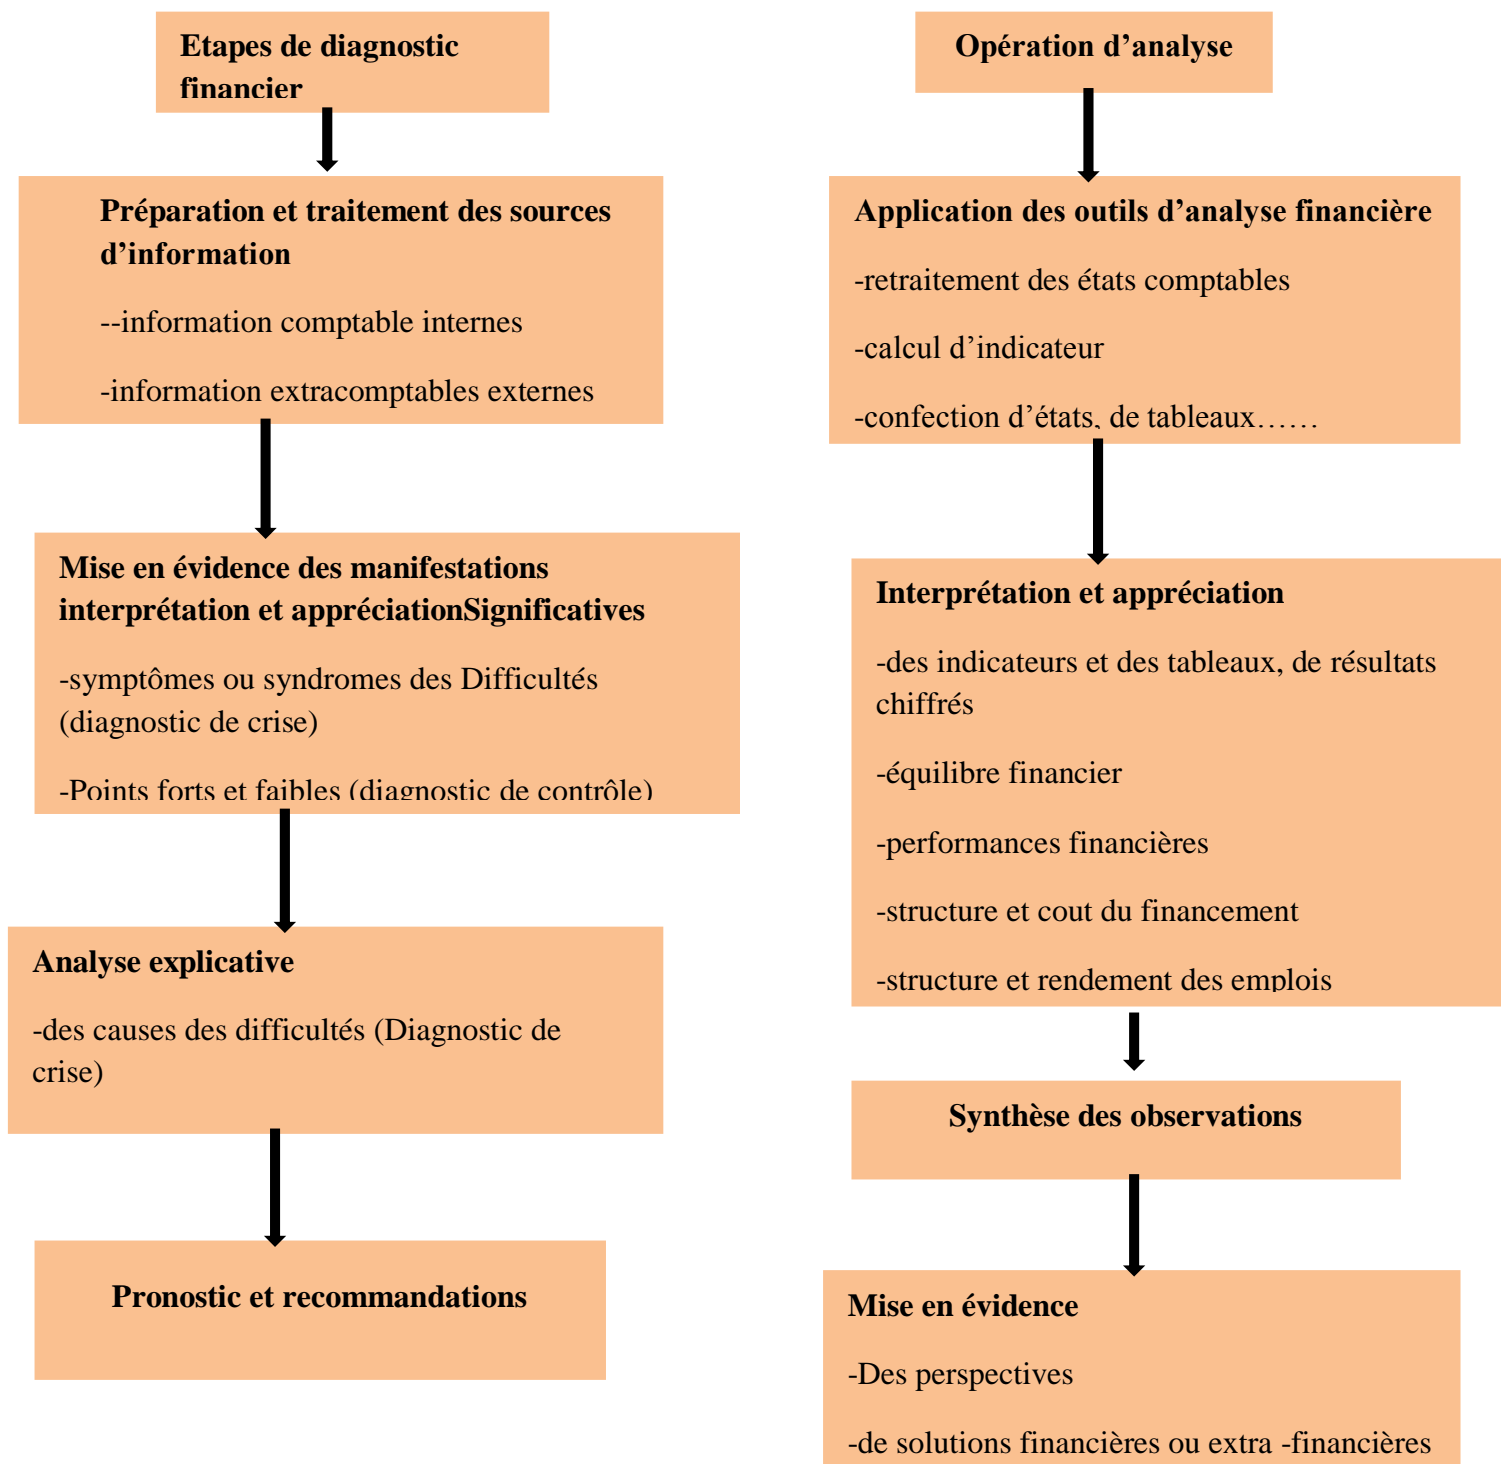 Etapes de diagnostic
financier
Préparation et traitement des sources
d’information
--information comptable internes
-information extracomptables externes
Mise en évidence des manifestations
interprétation et appréciationSignificatives
-symptômes ou syndromes des Difficultés
(diagnostic de crise)
-Points forts et faibles (diagnostic de contrôle)
Analyse explicative
-des causes des difficultés (Diagnostic de
crise)
Pronostic et recommandations
Opération d’analyse
Application des outils d’analyse financière
-retraitement des états comptables
-calcul d’indicateur
-confection d’états, de tableaux……
Interprétation et appréciation
-des indicateurs et des tableaux, de résultats
chiffrés
-équilibre financier
-performances financières
-structure et cout du financement
-structure et rendement des emplois
Synthèse des observations
Mise en évidence
-Des perspectives
-de solutions financières ou extra -financières